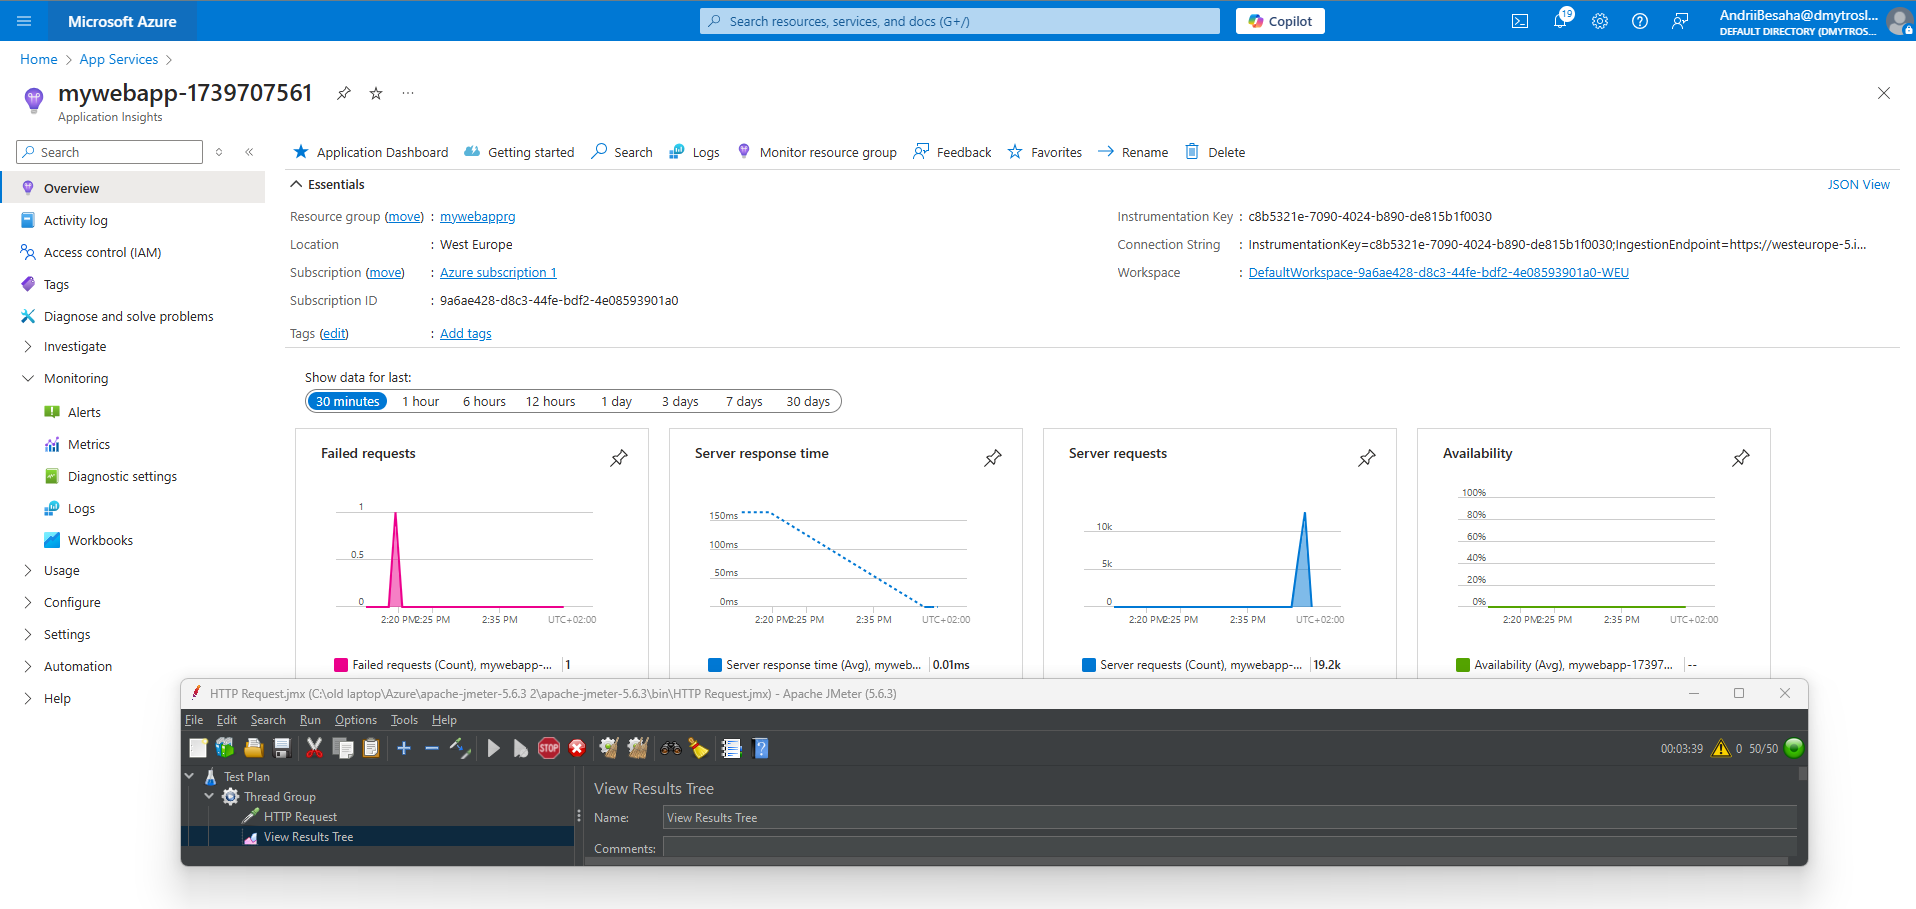 Microsoft Azure
Search resources, services, and docs (G+/)
Copilot
19
AndriiBesaha@dmytrosl...
DEFAULT DIRECTORY (DMYTROS...
Home > App Services >
mywebapp-1739707561
Application Insights
Search
Overview
Activity log
Access control (IAM)
Tags
Diagnose and solve problems
Investigate
Monitoring
Alerts
Metrics
Diagnostic settings
Logs
Workbooks
Usage
Configure
Settings
Automation
Help
Application Dashboard Getting started Search Logs Monitor resource group Feedback Favorites Rename Delete
Essentials
JSON View
Resource group (move) : mywebapprg
Location : West Europe
Subscription (move) : Azure subscription 1
Subscription ID : 9a6ae428-d8c3-44fe-bdf2-4e08593901a0
Tags (edit) : Add tags
Instrumentation Key : c8b5321e-7090-4024-b890-de815b1f0030
Connection String : InstrumentationKey=c8b5321e-7090-4024-b890-de815b1f0030;IngestionEndpoint=https://westeurope-5.i...
Workspace : DefaultWorkspace-9a6ae428-d8c3-44fe-bdf2-4e08593901a0-WEU
Show data for last:
30 minutes 1 hour 6 hours 12 hours 1 day 3 days 7 days 30 days
Failed requests
1
0.5
0
2:20 PM 2:25 PM 2:35 PM UTC+02:00
Failed requests (Count), mywebapp-... 1
Server response time
150ms
100ms
50ms
0ms
2:20 PM 2:25 PM 2:35 PM UTC+02:00
Server response time (Avg), myweb... 0.01ms
Server requests
10k
5k
0
2:20 PM 2:25 PM 2:35 PM UTC+02:00
Server requests (Count), mywebapp-... 19.2k
Availability
100%
80%
60%
40%
20%
0%
2:20 PM 2:25 PM 2:35 PM UTC+02:00
Availability (Avg), mywebapp-17397... --
HTTP Request.jmx (C:\old laptop\Azure\apache-jmeter-5.6.3 2\apache-jmeter-5.6.3\bin\HTTP Request.jmx) - Apache JMeter (5.6.3)
File Edit Search Run Options Tools Help
STOP
00:03:39 0 50/50
Test Plan
Thread Group
HTTP Request
View Results Tree
View Results Tree
Name: View Results Tree
Comments: